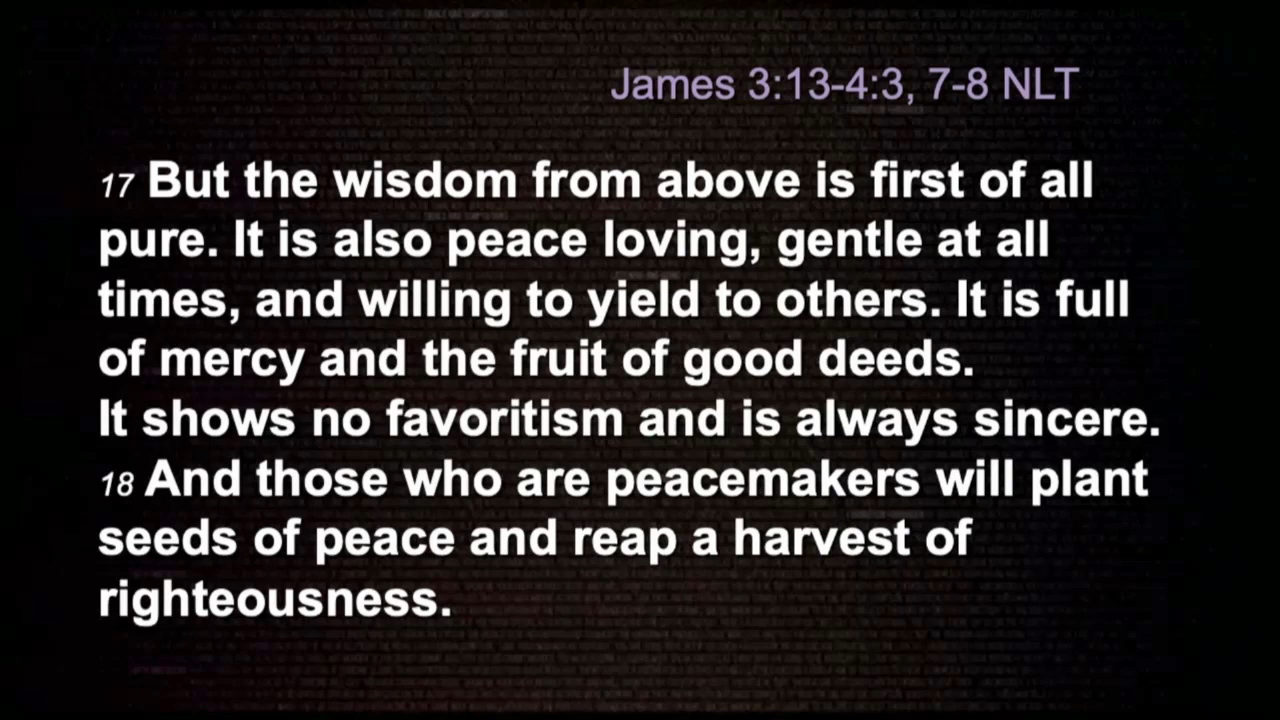 James 3:13-4:3, 7-8 NLT
17 But the wisdom from above is first of all
pure. It is also peace loving, gentle at all
times, and willing to yield to others. It is full
of mercy and the fruit of good deeds.
It shows no favoritism and is always sincere.
18 And those who are peacemakers will plant
seeds of peace and reap a harvest of
righteousness.